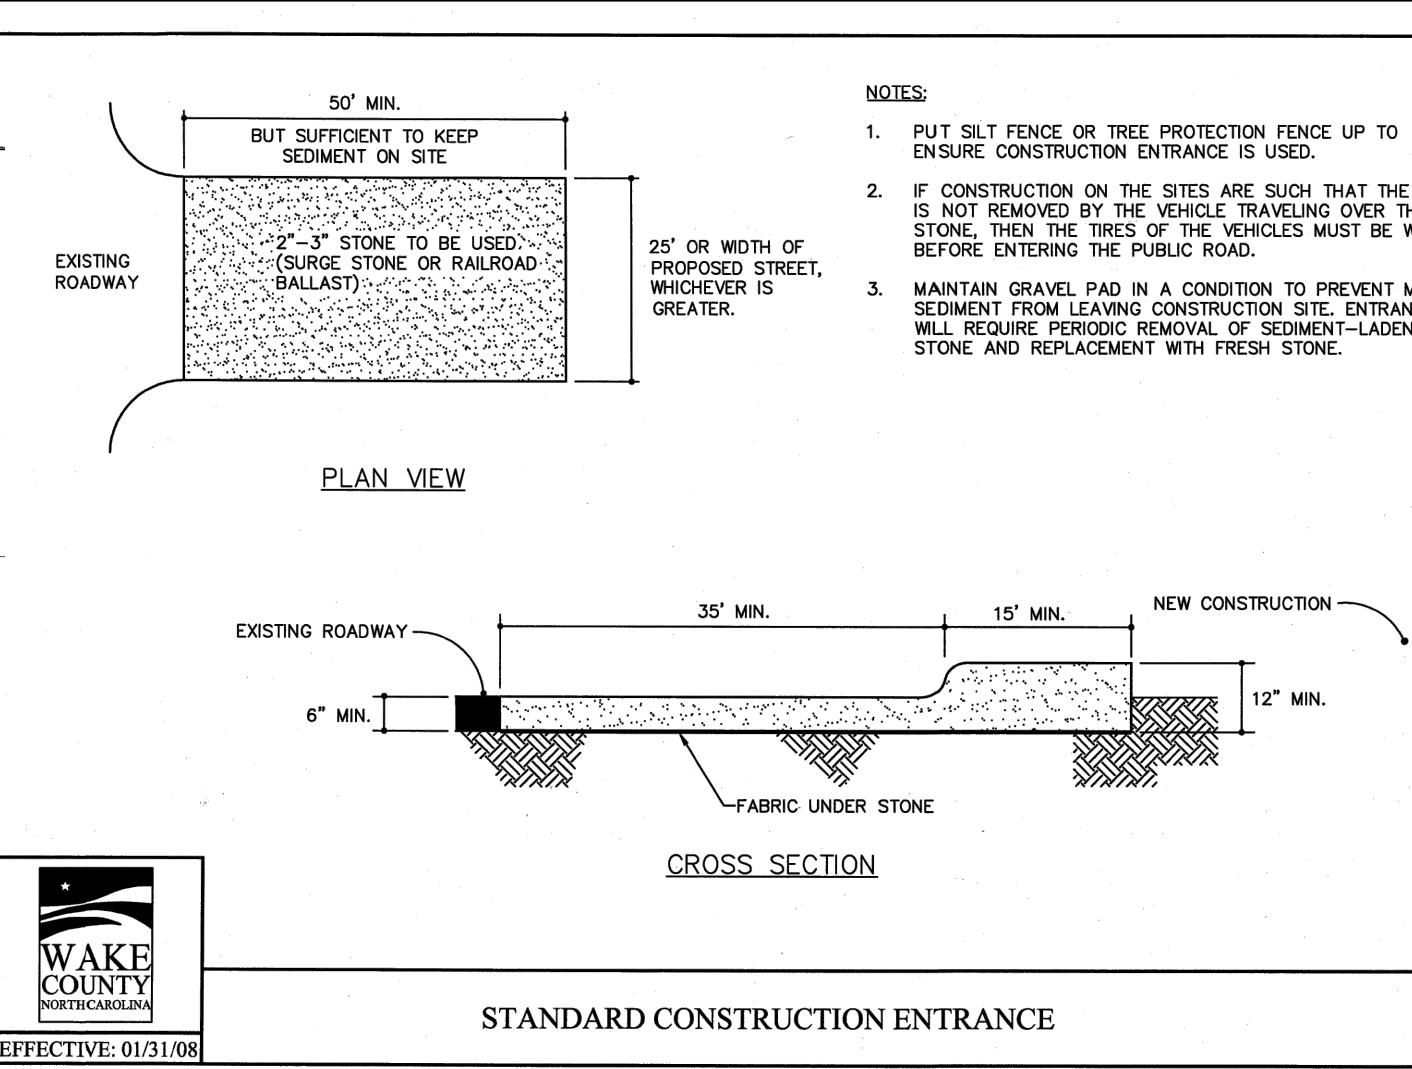 50' MIN.
BUT SUFFICIENT TO KEEP
SEDIMENT ON SITE
EXISTING
ROADWAY
2"-3" STONE TO BE USED.
(SURGE STONE OR RAILROAD
BALLAST)
25' OR WIDTH OF
PROPOSED STREET,
WHICHEVER IS
GREATER.
PLAN VIEW
NOTES:
1. PUT SILT FENCE OR TREE PROTECTION FENCE UP TO
ENSURE CONSTRUCTION ENTRANCE IS USED.
2. IF CONSTRUCTION ON THE SITES ARE SUCH THAT THE
IS NOT REMOVED BY THE VEHICLE TRAVELING OVER
STONE, THEN THE TIRES OF THE VEHICLES MUST BE
BEFORE ENTERING THE PUBLIC ROAD.
3. MAINTAIN GRAVEL PAD IN A CONDITION TO PREVENT
SEDIMENT FROM LEAVING CONSTRUCTION SITE.
WILL REQUIRE PERIODIC REMOVAL OF SEDIMENT-LADEN
STONE AND REPLACEMENT WITH FRESH STONE.
35' MIN.
15' MIN.
NEW CONSTRUCTION
EXISTING ROADWAY
6" MIN.
12" MIN.
FABRIC UNDER STONE
CROSS SECTION
WAKE
COUNTY
NORTH CAROLINA
EFFECTIVE: 01/31/08
STANDARD CONSTRUCTION ENTRANCE